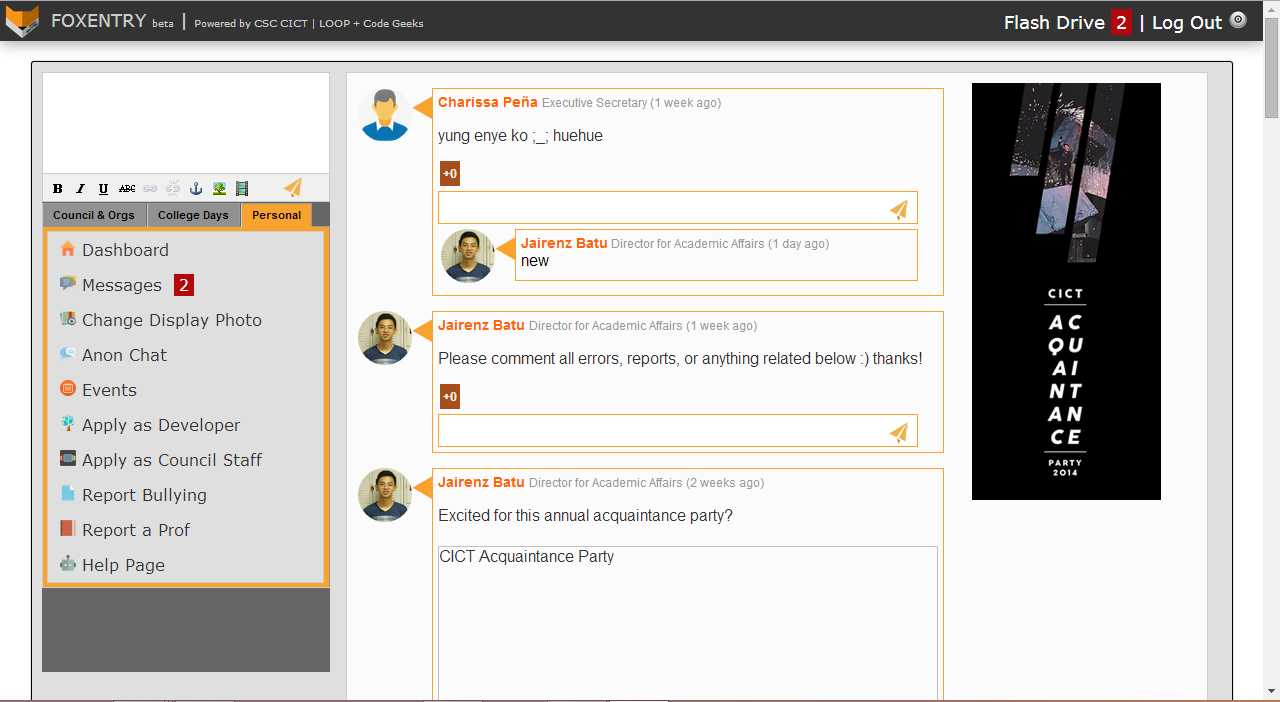 FOXENTRY beta | Powered by CSC CICT | LOOP + Code Geeks
Flash Drive 2 | Log Out
B I U ABC
Council & Orgs College Days Personal
Dashboard
Messages 2
Change Display Photo
Anon Chat
Events
Apply as Developer
Apply as Council Staff
Report Bullying
Report a Prof
Help Page
Charissa Peña Executive Secretary (1 week ago)
yung enye ko ;_; huehue
+0
Jairenz Batu Director for Academic Affairs (1 day ago)
new
Jairenz Batu Director for Academic Affairs (1 week ago)
Please comment all errors, reports, or anything related below :) thanks!
+0
Jairenz Batu Director for Academic Affairs (2 weeks ago)
Excited for this annual acquaintance party?
CICT Acquaintance Party
CICT
AC
QU
AI
NT
AN
CE
PARTY
2014